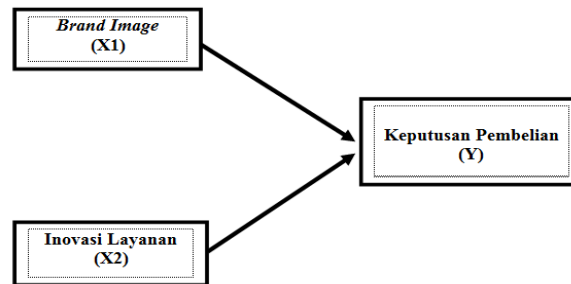 Brand Image
(X1)
Keputusan Pembelian
(Y)
Inovasi Layanan
(X2)